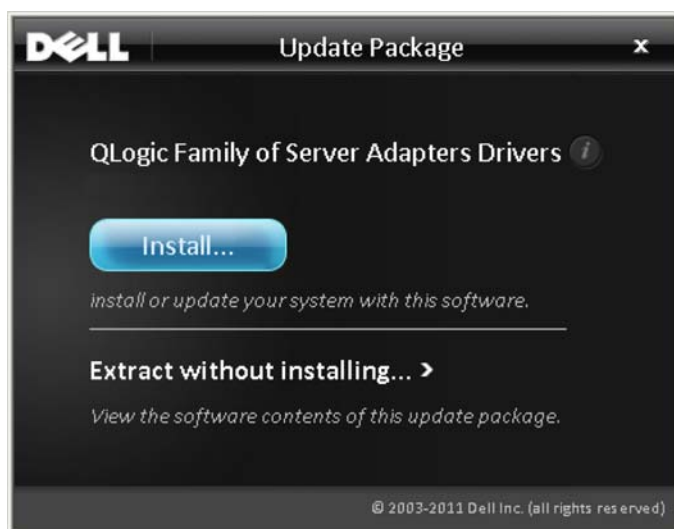 DELL
Update Package
x
QLogic Family of Server Adapters Drivers
i
Install...
install or update your system with this software.
Extract without installing... >
View the software contents of this update package.
© 2003-2011 Dell Inc. (all rights reserved)